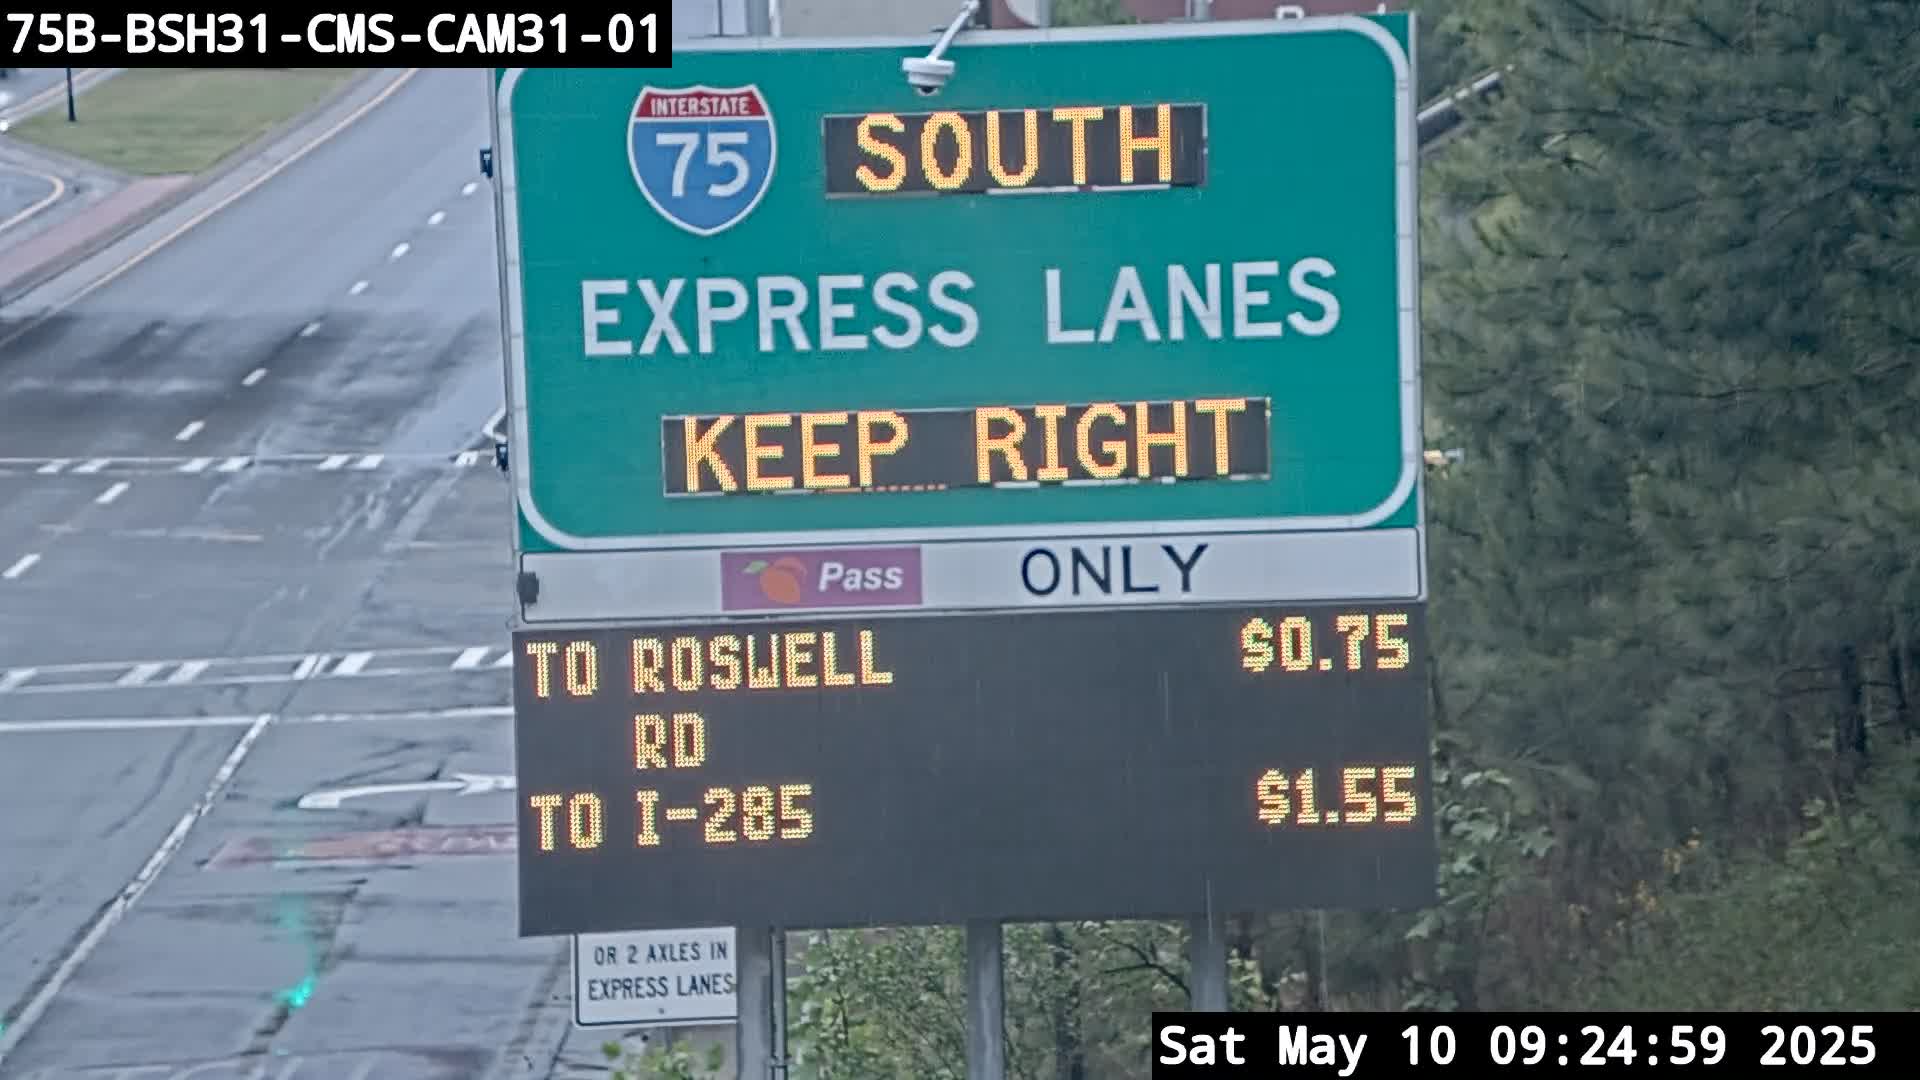 75B-BSH31-CMS-CAM31-01
INTERSTATE
75
SOUTH
EXPRESS LANES
KEEP RIGHT
Pass ONLY
TO ROSWELL $0.75
RD
TO I-285 $1.55
OR 2 AXLES IN
EXPRESS LANES
Sat May 10 09:24:59 2025